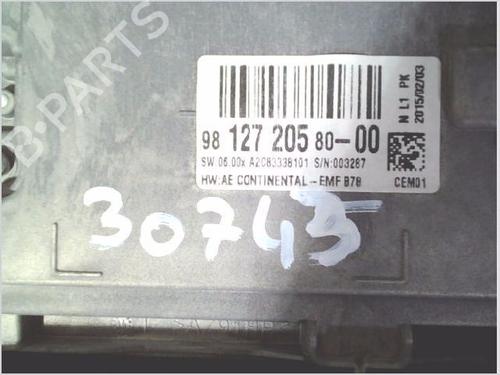 B-PARTS
98 127 205 80-00
SW 06.00x A2C83338101 S/N:003287
HW:AE CONTINENTAL - EMF B78
CEM01
N L1 PK
2015/02/03
30743